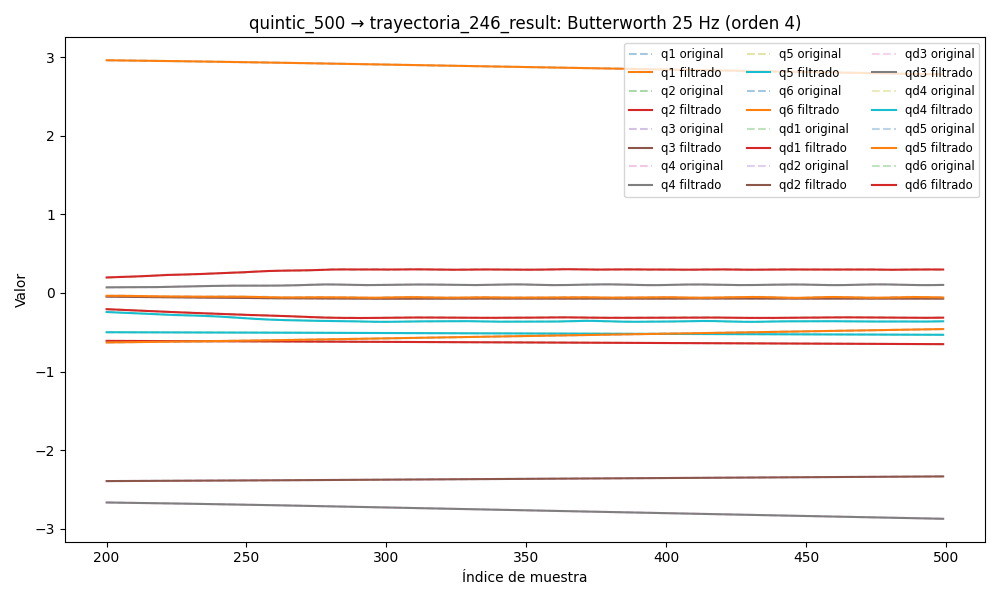 quintic_500 → trayectoria_246_result: Butterworth 25 Hz (orden 4)
q1 original
q1 filtrado
q2 original
q2 filtrado
q3 original
q3 filtrado
q4 original
q4 filtrado
q5 original
q5 filtrado
q6 original
q6 filtrado
qd1 original
qd1 filtrado
qd2 original
qd2 filtrado
qd3 original
qd3 filtrado
qd4 original
qd4 filtrado
qd5 original
qd5 filtrado
qd6 original
qd6 filtrado
Valor
3
2
1
0
−1
−2
−3
200
250
300
350
400
450
500
Índice de muestra